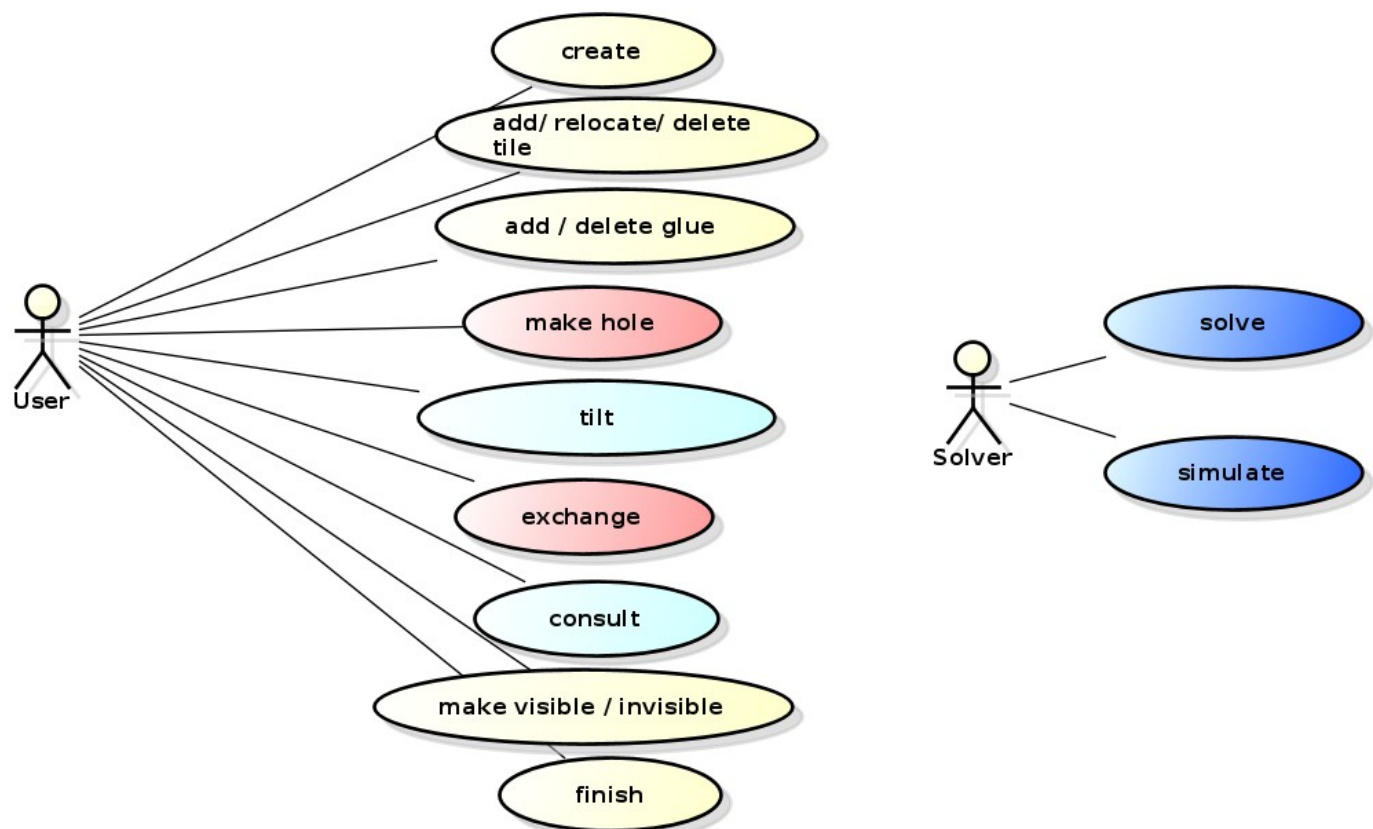 create
add/ relocate/ delete
tile
add / delete glue
make hole
solve
User
tilt
Solver
simulate
exchange
consult
make visible / invisible
finish